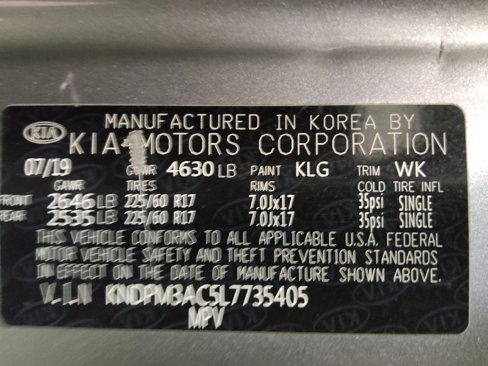 MANUFACTURED IN KOREA BY
KIA KIA MOTORS CORPORATION
07/19 GVWR 4630 LB PAINT KLG TRIM WK
GAWR TIRES RIMS COLD TIRE INFL
FRONT 2646 LB 225/60 R17 7.0Jx17 35psi SINGLE
REAR 2535 LB 225/60 R17 7.0Jx17 35psi SINGLE
THIS VEHICLE CONFORMS TO ALL APPLICABLE U.S.A. FEDERAL
MOTOR VEHICLE SAFETY AND THEFT PREVENTION STANDARDS
IN EFFECT ON THE DATE OF MANUFACTURE SHOWN ABOVE.
V.I.N KNDPM3AC5L7735405
MPV